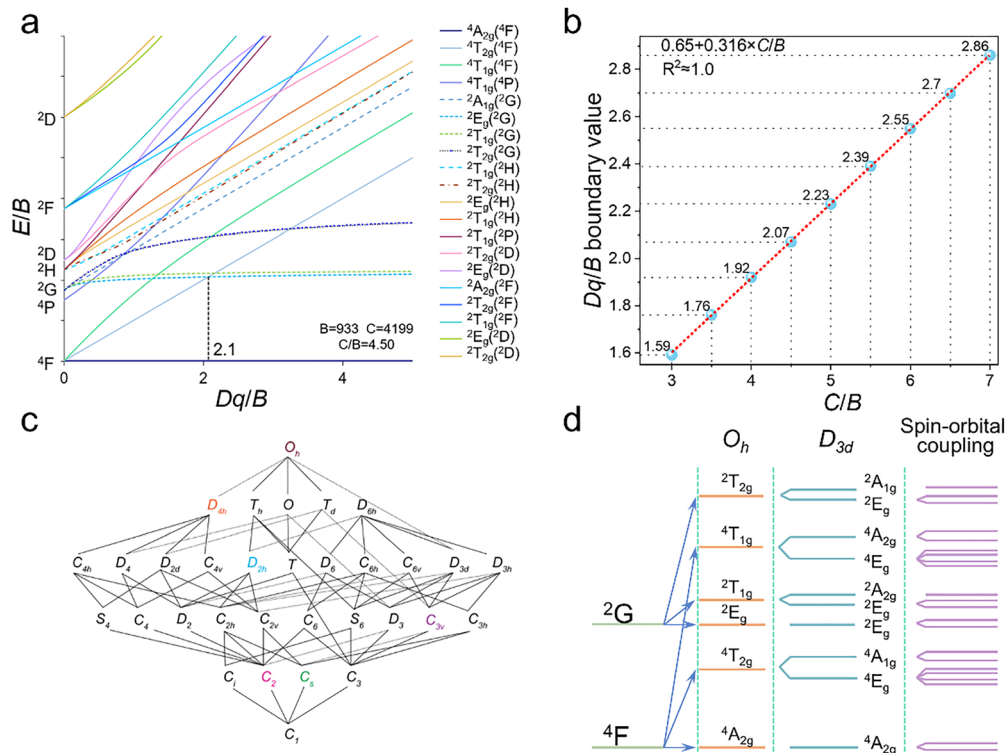 a
E/B
²D
²F
²D
²H
²G
⁴P
⁴F
0
2
4
Dq/B
2.1
B=933 C=4199
C/B=4.50
⁴A₂g(⁴F)
⁴T₂g(⁴F)
⁴T₁g(⁴F)
⁴T₁g(⁴P)
²A₁g(²G)
²Eg(²G)
²T₁g(²G)
²T₂g(²G)
²T₁g(²H)
²T₂g(²H)
²Eg(²H)
²T₁g(²H)
²T₁g(²P)
²T₂g(²D)
²Eg(²D)
²A₂g(²F)
²T₂g(²F)
²T₁g(²F)
²Eg(²D)
²T₂g(²D)
b
0.65+0.316×C/B
R²≈1.0
Dq/B boundary value
2.8
2.6
2.4
2.2
2.0
1.8
1.6
1.59
1.76
1.92
2.07
2.23
2.39
2.55
2.7
2.86
3 4 5 6 7
C/B
c
Oh
D4h Th O Td D6h
C4h D4 D2d C4v D2h T D6 C6h C6v D3d D3h
S4 C4 D2 C2h C2v C6 S6 D3 C3v C3h
Ci C2 Cs C3
C1
d
Oh D3d Spin-orbital
coupling
²T₂g
²A₁g
²Eg
⁴T₁g
⁴A₂g
⁴Eg
²T₁g
²A₂g
²Eg
²G
²Eg
²Eg
⁴T₂g
⁴A₁g
⁴Eg
⁴F
⁴A₂g
⁴A₂g